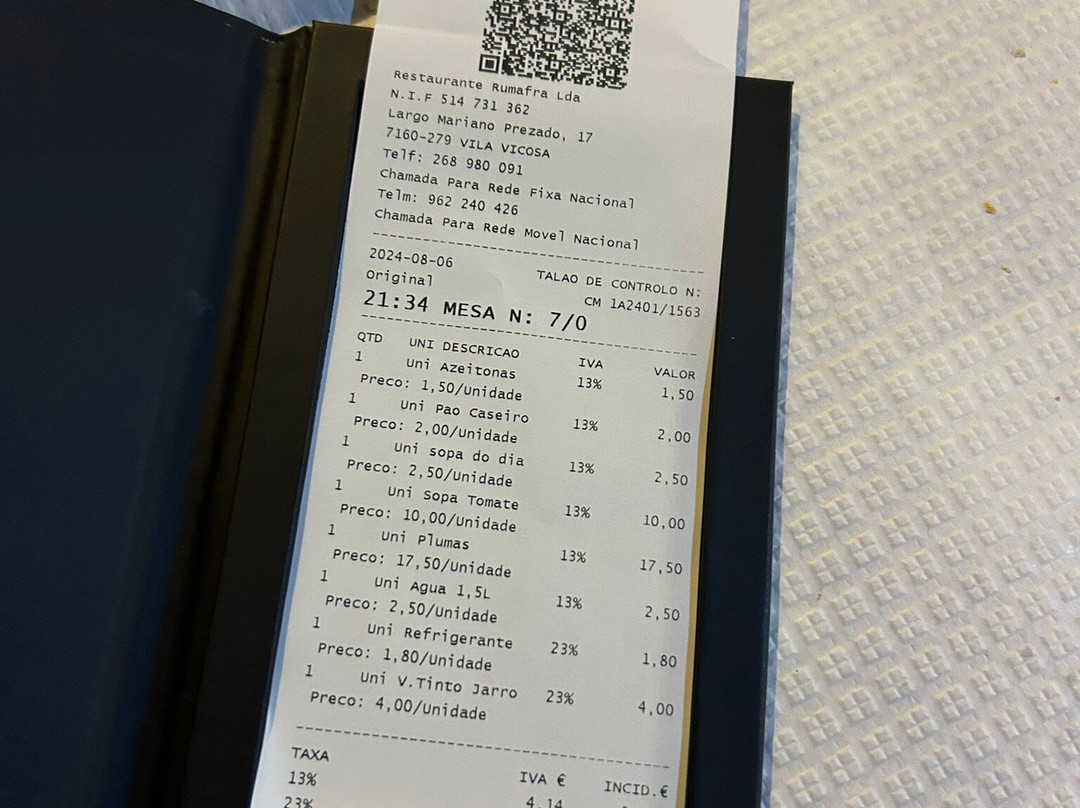 Restaurante Rumafra Lda
N.I.F 514 731 362
Largo Mariano Prezado, 17
7160-279 VILA VICOSA
Telf: 268 980 091
Chamada Para Rede Fixa Nacional
Telm: 962 240 426
Chamada Para Rede Movel Nacional
2024-08-06 TALAO DE CONTROLO N:
Original CM 1A2401/1563
21:34 MESA N: 7/0
QTD UNI DESCRICAO IVA VALOR
1 Uni Azeitonas 13% 1,50
Preco: 1,50/Unidade
1 Uni Pao Caseiro 13% 2,00
Preco: 2,00/Unidade
1 Uni sopa do dia 13% 2,50
Preco: 2,50/Unidade
1 Uni Sopa Tomate 13% 10,00
Preco: 10,00/Unidade
1 Uni Plumas 13% 17,50
Preco: 17,50/Unidade
1 Uni Agua 1,5L 13% 2,50
Preco: 2,50/Unidade
1 Uni Refrigerante 23% 1,80
Preco: 1,80/Unidade
1 Uni V.Tinto Jarro 23% 4,00
Preco: 4,00/Unidade
TAXA IVA € INCID.€
13% 4,14
23%